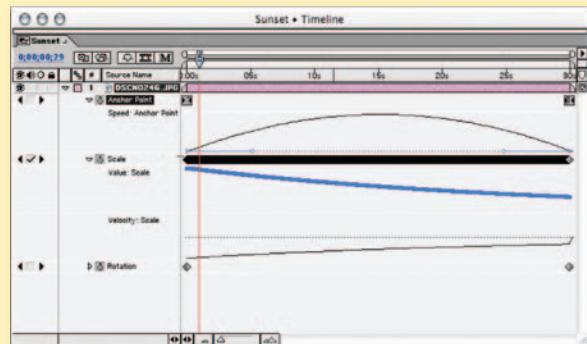 Sunset • Timeline
Sunset
0;00;00;29
M
# Source Name
0:00s 05s 10s 15s 20s 25s 30s
1 DSCN0246.JPG
Anchor Point
Speed: Anchor Point
Scale
Value: Scale
Velocity: Scale
Rotation